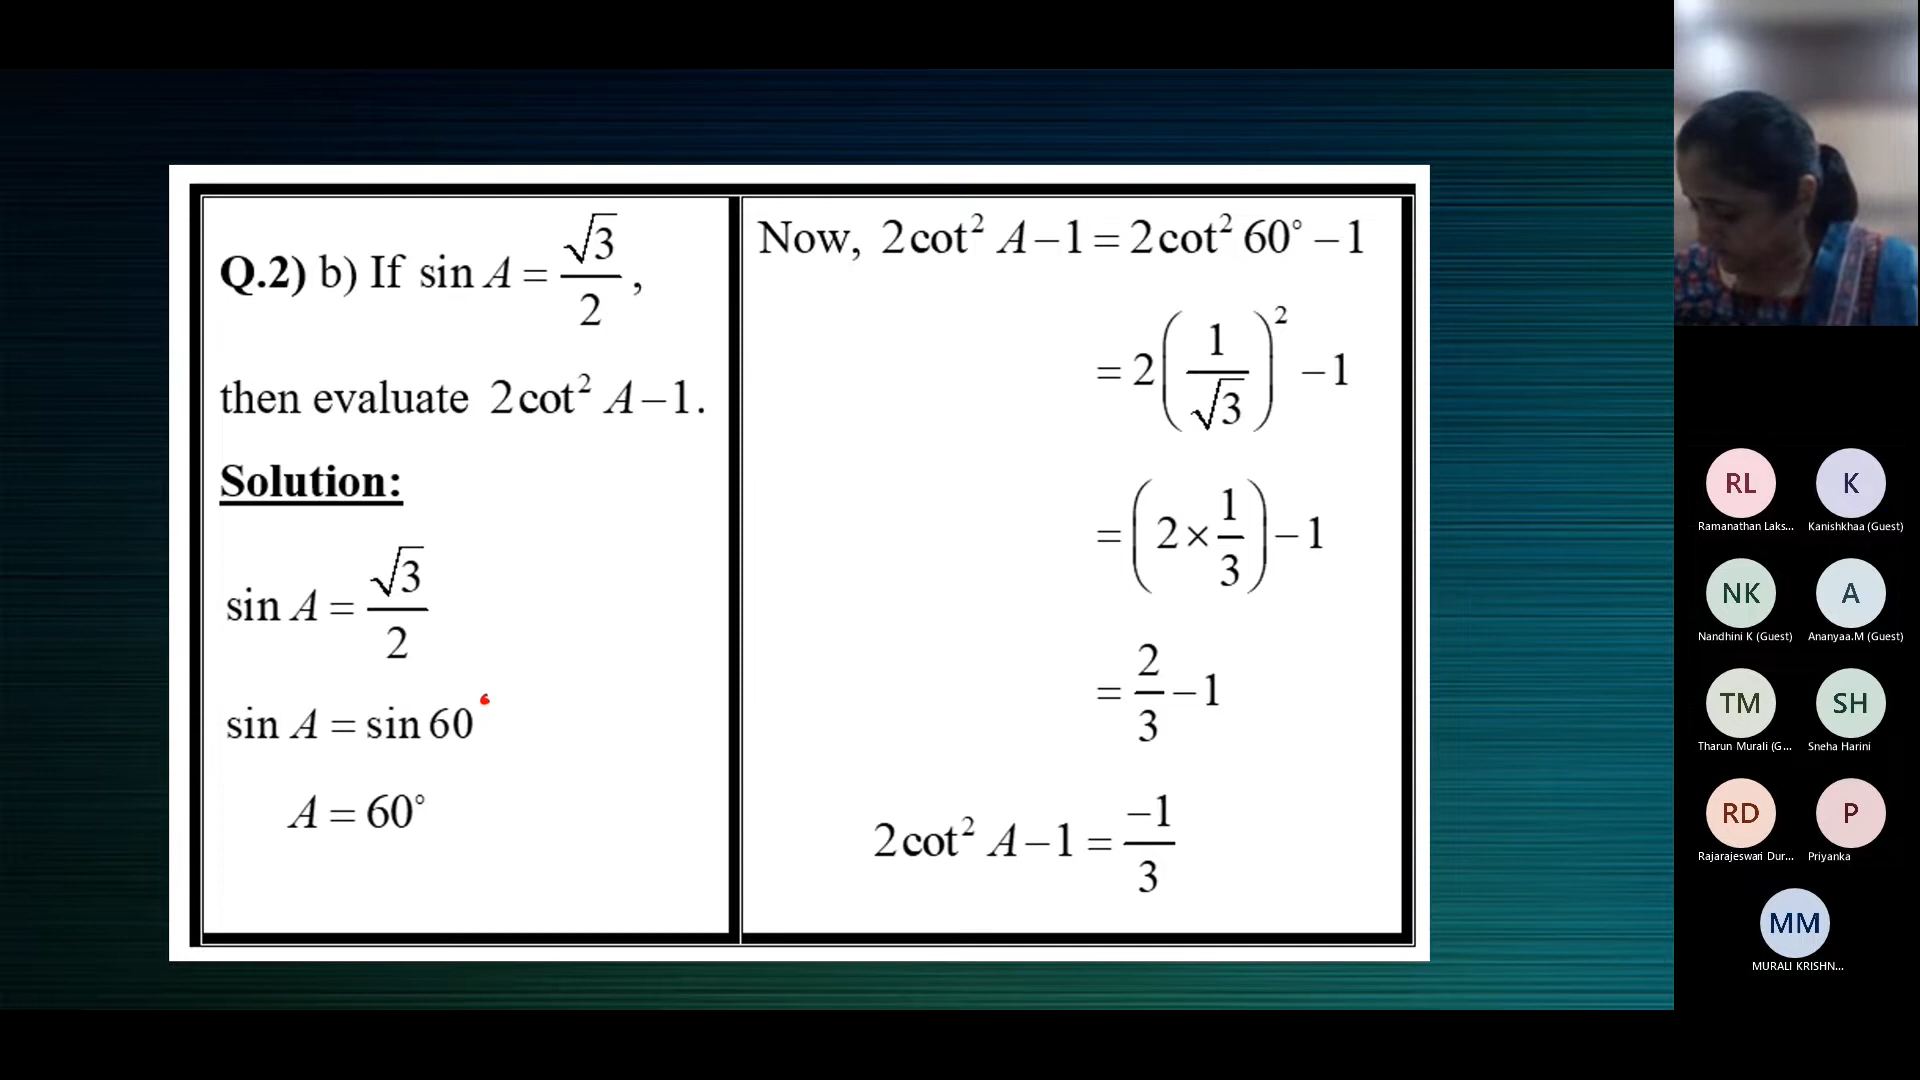 Q.2) b) If sin A = √3/2 ,
then evaluate 2cot² A−1.
Solution:
sin A = √3/2
sin A = sin 60
A = 60°
Now, 2cot² A−1 = 2cot² 60° −1
= 2(1/√3)² −1
= (2×1/3)−1
= 2/3 −1
2cot² A−1 = −1/3
RL
Ramanathan Laks...
K
Kanishkhaa (Guest)
NK
Nandhini K (Guest)
A
Ananyaa.M (Guest)
TM
Tharun Murali (G...
SH
Sneha Harini
RD
Rajarajeswari Dur...
P
Priyanka
MM
MURALI KRISHN...